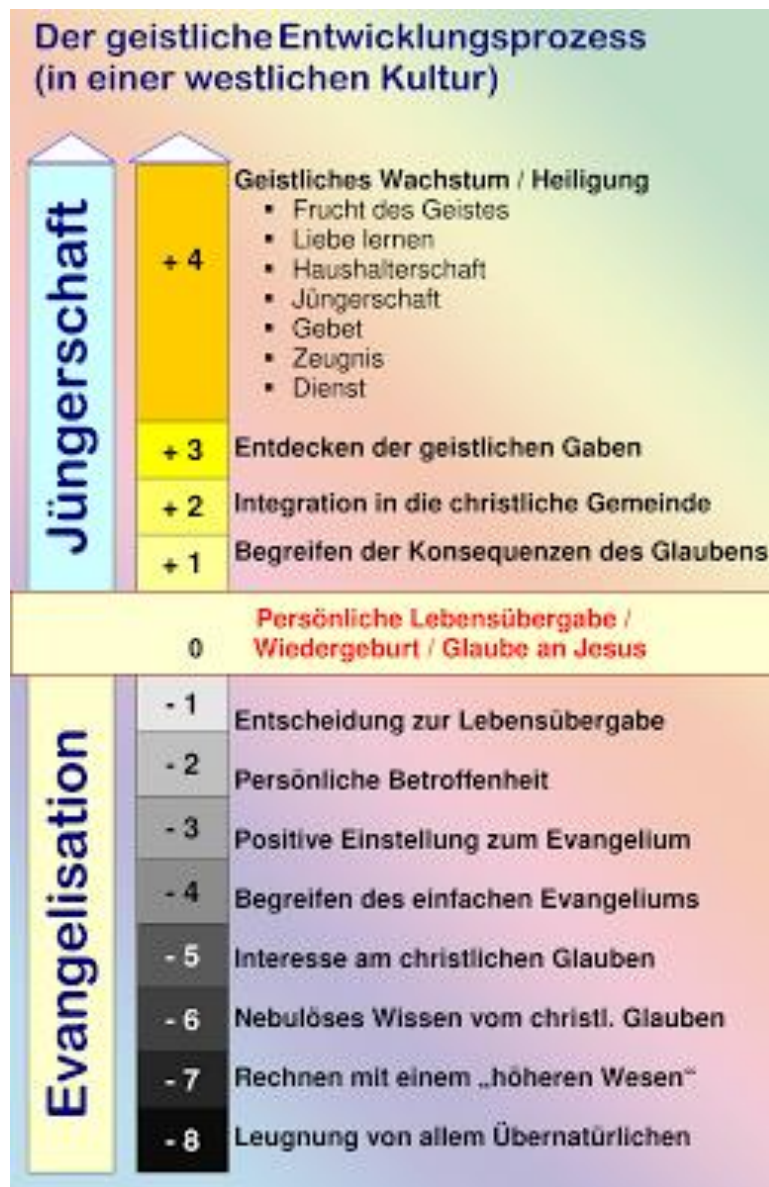 Der geistliche Entwicklungsprozess
(in einer westlichen Kultur)
Jüngerschaft
+ 4
Geistliches Wachstum / Heiligung
▪ Frucht des Geistes
▪ Liebe lernen
▪ Haushalterschaft
▪ Jüngerschaft
▪ Gebet
▪ Zeugnis
▪ Dienst
+ 3 Entdecken der geistlichen Gaben
+ 2 Integration in die christliche Gemeinde
+ 1 Begreifen der Konsequenzen des Glaubens
0 Persönliche Lebensübergabe /
Wiedergeburt / Glaube an Jesus
Evangelisation
- 1 Entscheidung zur Lebensübergabe
- 2 Persönliche Betroffenheit
- 3 Positive Einstellung zum Evangelium
- 4 Begreifen des einfachen Evangeliums
- 5 Interesse am christlichen Glauben
- 6 Nebulöses Wissen vom christl. Glauben
- 7 Rechnen mit einem „höheren Wesen“
- 8 Leugnung von allem Übernatürlichen